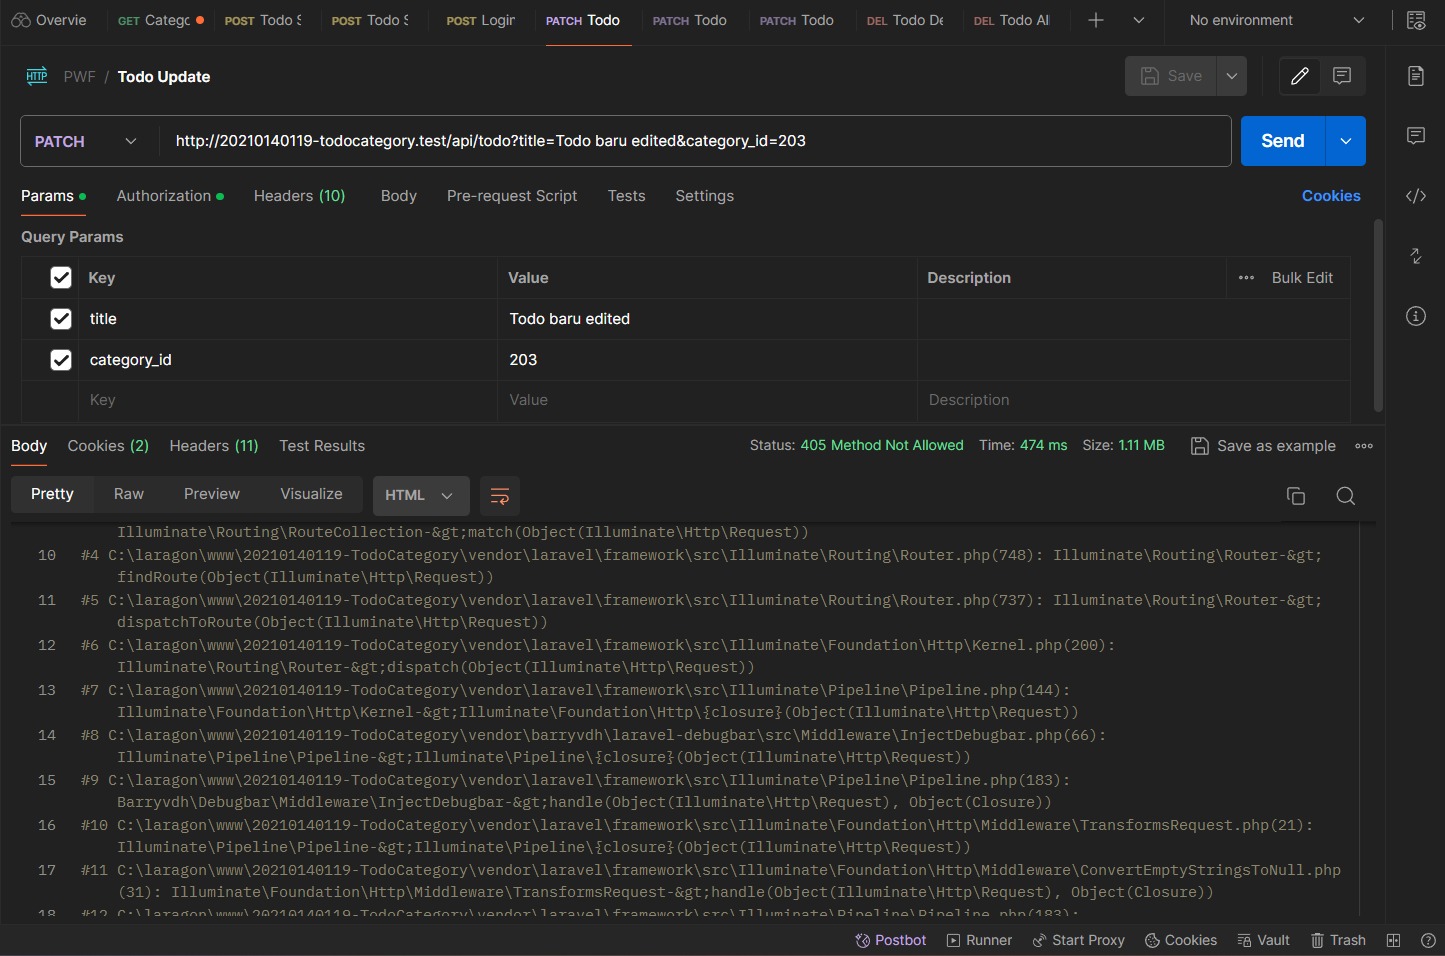 Overvie GET Catego POST Todo S POST Todo S POST Login PATCH Todo PATCH Todo PATCH Todo DEL Todo De DEL Todo Al No environment
HTTP PWF / Todo Update Save
PATCH http://20210140119-todocategory.test/api/todo?title=Todo baru edited&category_id=203 Send
Params Authorization Headers (10) Body Pre-request Script Tests Settings Cookies
Query Params
Key Value Description Bulk Edit
title Todo baru edited
category_id 203
Key Value Description
Body Cookies (2) Headers (11) Test Results Status: 405 Method Not Allowed Time: 474 ms Size: 1.11 MB Save as example
Pretty Raw Preview Visualize HTML
Illuminate\Routing\RouteCollection-&gt;match(Object(Illuminate\Http\Request))
10 #4 C:\laragon\www\20210140119-TodoCategory\vendor\laravel\framework\src\Illuminate\Routing\Router.php(748): Illuminate\Routing\Router-&gt;
findRoute(Object(Illuminate\Http\Request))
11 #5 C:\laragon\www\20210140119-TodoCategory\vendor\laravel\framework\src\Illuminate\Routing\Router.php(737): Illuminate\Routing\Router-&gt;
dispatchToRoute(Object(Illuminate\Http\Request))
12 #6 C:\laragon\www\20210140119-TodoCategory\vendor\laravel\framework\src\Illuminate\Foundation\Http\Kernel.php(200):
Illuminate\Routing\Router-&gt;dispatch(Object(Illuminate\Http\Request))
13 #7 C:\laragon\www\20210140119-TodoCategory\vendor\laravel\framework\src\Illuminate\Pipeline\Pipeline.php(144):
Illuminate\Foundation\Http\Kernel-&gt;Illuminate\Foundation\Http\{closure}(Object(Illuminate\Http\Request))
14 #8 C:\laragon\www\20210140119-TodoCategory\vendor\barryvdh\laravel-debugbar\src\Middleware\InjectDebugbar.php(66):
Illuminate\Pipeline\Pipeline-&gt;Illuminate\Pipeline\{closure}(Object(Illuminate\Http\Request))
15 #9 C:\laragon\www\20210140119-TodoCategory\vendor\laravel\framework\src\Illuminate\Pipeline\Pipeline.php(183):
Barryvdh\Debugbar\Middleware\InjectDebugbar-&gt;handle(Object(Illuminate\Http\Request), Object(Closure))
16 #10 C:\laragon\www\20210140119-TodoCategory\vendor\laravel\framework\src\Illuminate\Foundation\Http\Middleware\TransformsRequest.php(21):
Illuminate\Pipeline\Pipeline-&gt;Illuminate\Pipeline\{closure}(Object(Illuminate\Http\Request))
17 #11 C:\laragon\www\20210140119-TodoCategory\vendor\laravel\framework\src\Illuminate\Foundation\Http\Middleware\ConvertEmptyStringsToNull.php
(31): Illuminate\Foundation\Http\Middleware\TransformsRequest-&gt;handle(Object(Illuminate\Http\Request), Object(Closure))
18 #12 C:\laragon\www\20210140119-TodoCategory\vendor\laravel\framework\src\Illuminate\Pipeline\Pipeline.php(183):
Postbot Runner Start Proxy Cookies Vault Trash